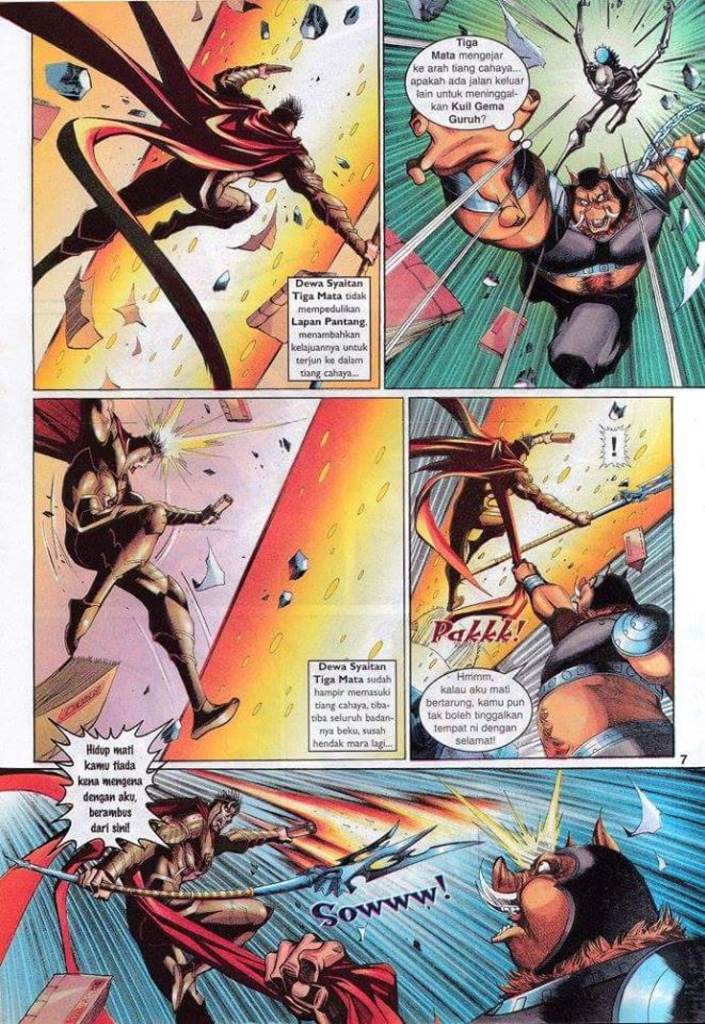 Dewa Syaitan
Tiga Mata tidak
mempedulikan
Lapan Pantang,
menambahkan
kelajuannya untuk
terjun ke dalam
tiang cahaya...
Tiga
Mata mengejar
ke arah tiang cahaya...
apakah ada jalan keluar
lain untuk meninggal-
kan Kuil Gema
Guruh?
Dewa Syaitan
Tiga Mata sudah
hampir memasuki
tiang cahaya, tiba-
tiba seluruh badan-
nya beku, susah
hendak mara lagi...
!
Pakkk!
Hmmm,
kalau aku mati
bertarung, kamu pun
tak boleh tinggalkan
tempat ni dengan
selamat!
7
Hidup mati
kamu tiada
kena mengena
dengan aku,
berambus
dari sini!
Sowww!